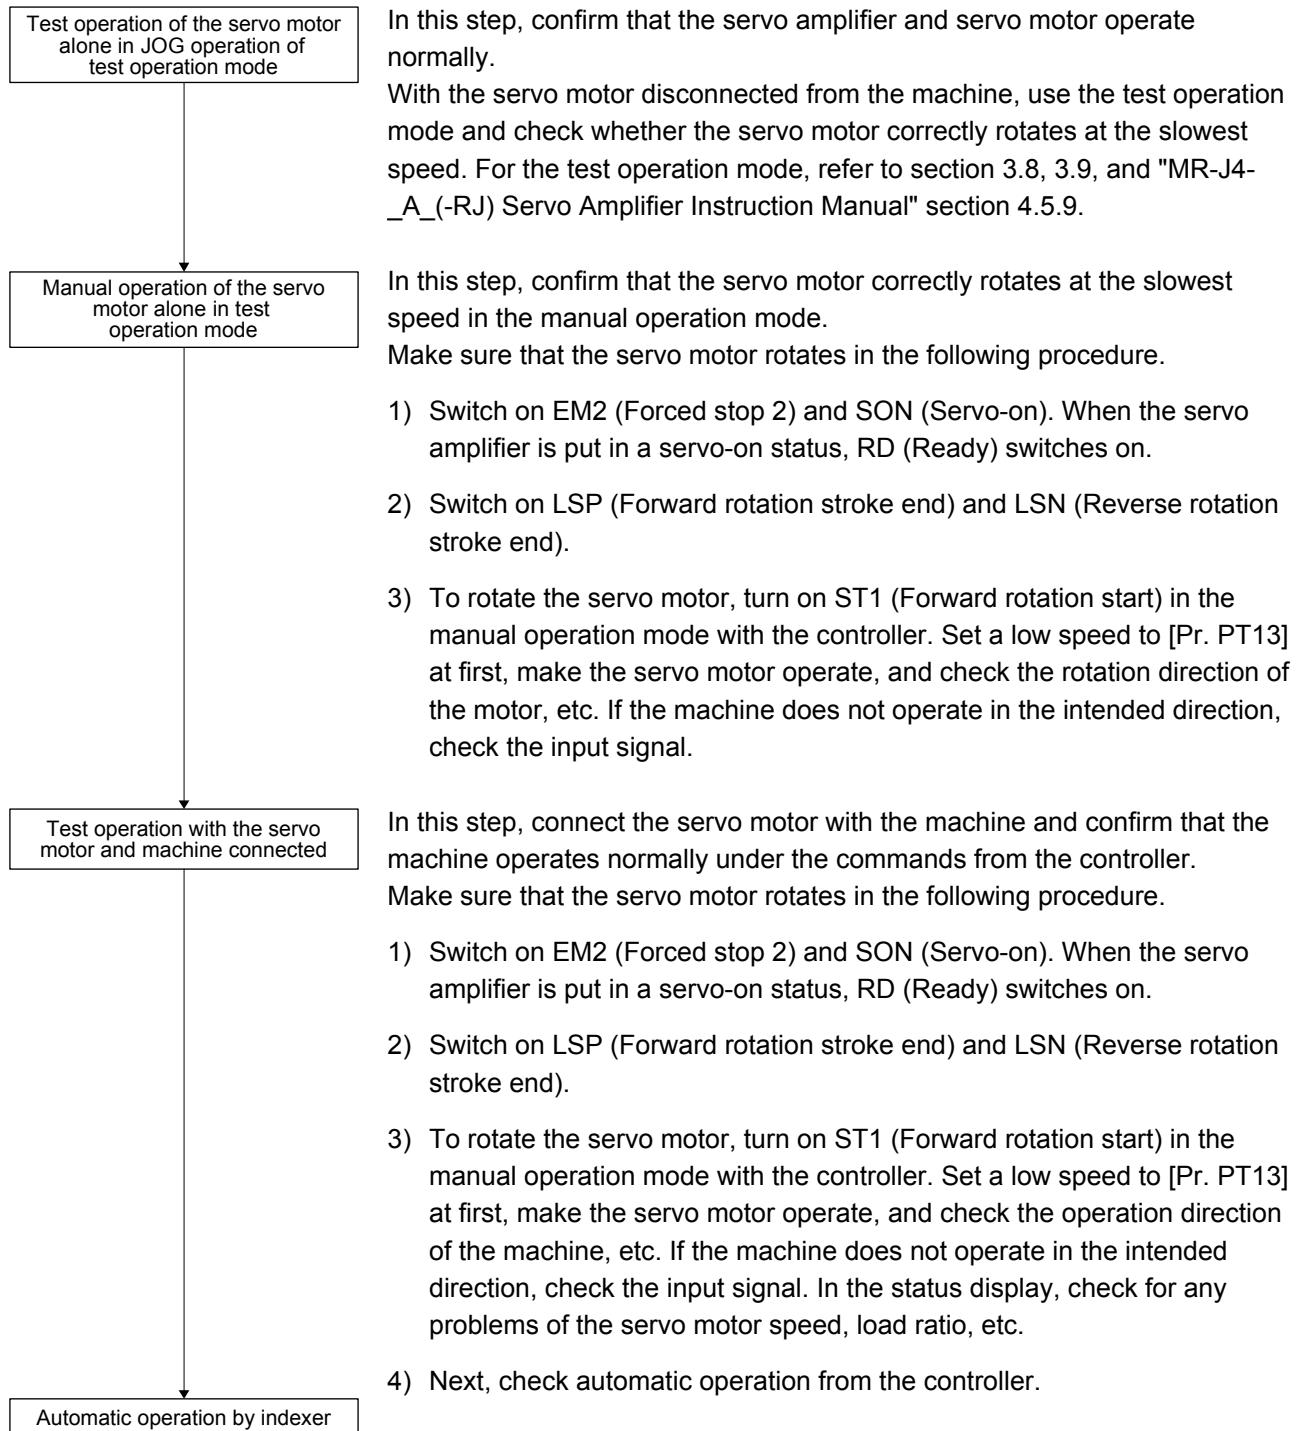 Test operation of the servo motor
alone in JOG operation of
test operation mode
In this step, confirm that the servo amplifier and servo motor operate
normally.
With the servo motor disconnected from the machine, use the test operation
mode and check whether the servo motor correctly rotates at the slowest
speed. For the test operation mode, refer to section 3.8, 3.9, and "MR-J4-
_A_(-RJ) Servo Amplifier Instruction Manual" section 4.5.9.
Manual operation of the servo
motor alone in test
operation mode
In this step, confirm that the servo motor correctly rotates at the slowest
speed in the manual operation mode.
Make sure that the servo motor rotates in the following procedure.
1) Switch on EM2 (Forced stop 2) and SON (Servo-on). When the servo
amplifier is put in a servo-on status, RD (Ready) switches on.
2) Switch on LSP (Forward rotation stroke end) and LSN (Reverse rotation
stroke end).
3) To rotate the servo motor, turn on ST1 (Forward rotation start) in the
manual operation mode with the controller. Set a low speed to [Pr. PT13]
at first, make the servo motor operate, and check the rotation direction of
the motor, etc. If the machine does not operate in the intended direction,
check the input signal.
Test operation with the servo
motor and machine connected
In this step, connect the servo motor with the machine and confirm that the
machine operates normally under the commands from the controller.
Make sure that the servo motor rotates in the following procedure.
1) Switch on EM2 (Forced stop 2) and SON (Servo-on). When the servo
amplifier is put in a servo-on status, RD (Ready) switches on.
2) Switch on LSP (Forward rotation stroke end) and LSN (Reverse rotation
stroke end).
3) To rotate the servo motor, turn on ST1 (Forward rotation start) in the
manual operation mode with the controller. Set a low speed to [Pr. PT13]
at first, make the servo motor operate, and check the operation direction
of the machine, etc. If the machine does not operate in the intended
direction, check the input signal. In the status display, check for any
problems of the servo motor speed, load ratio, etc.
4) Next, check automatic operation from the controller.
Automatic operation by indexer